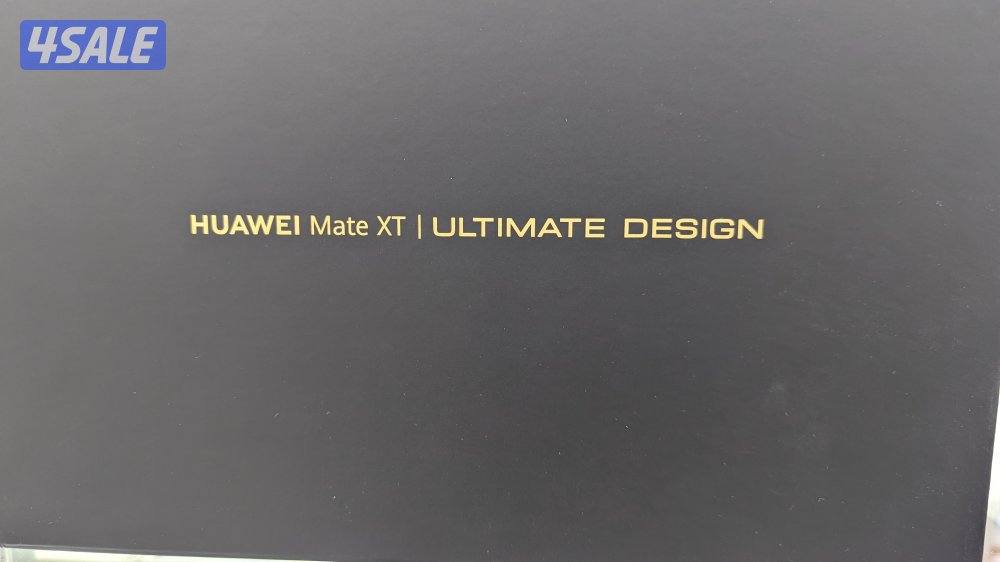 4SALE
HUAWEI Mate XT | ULTIMATE DESIGN